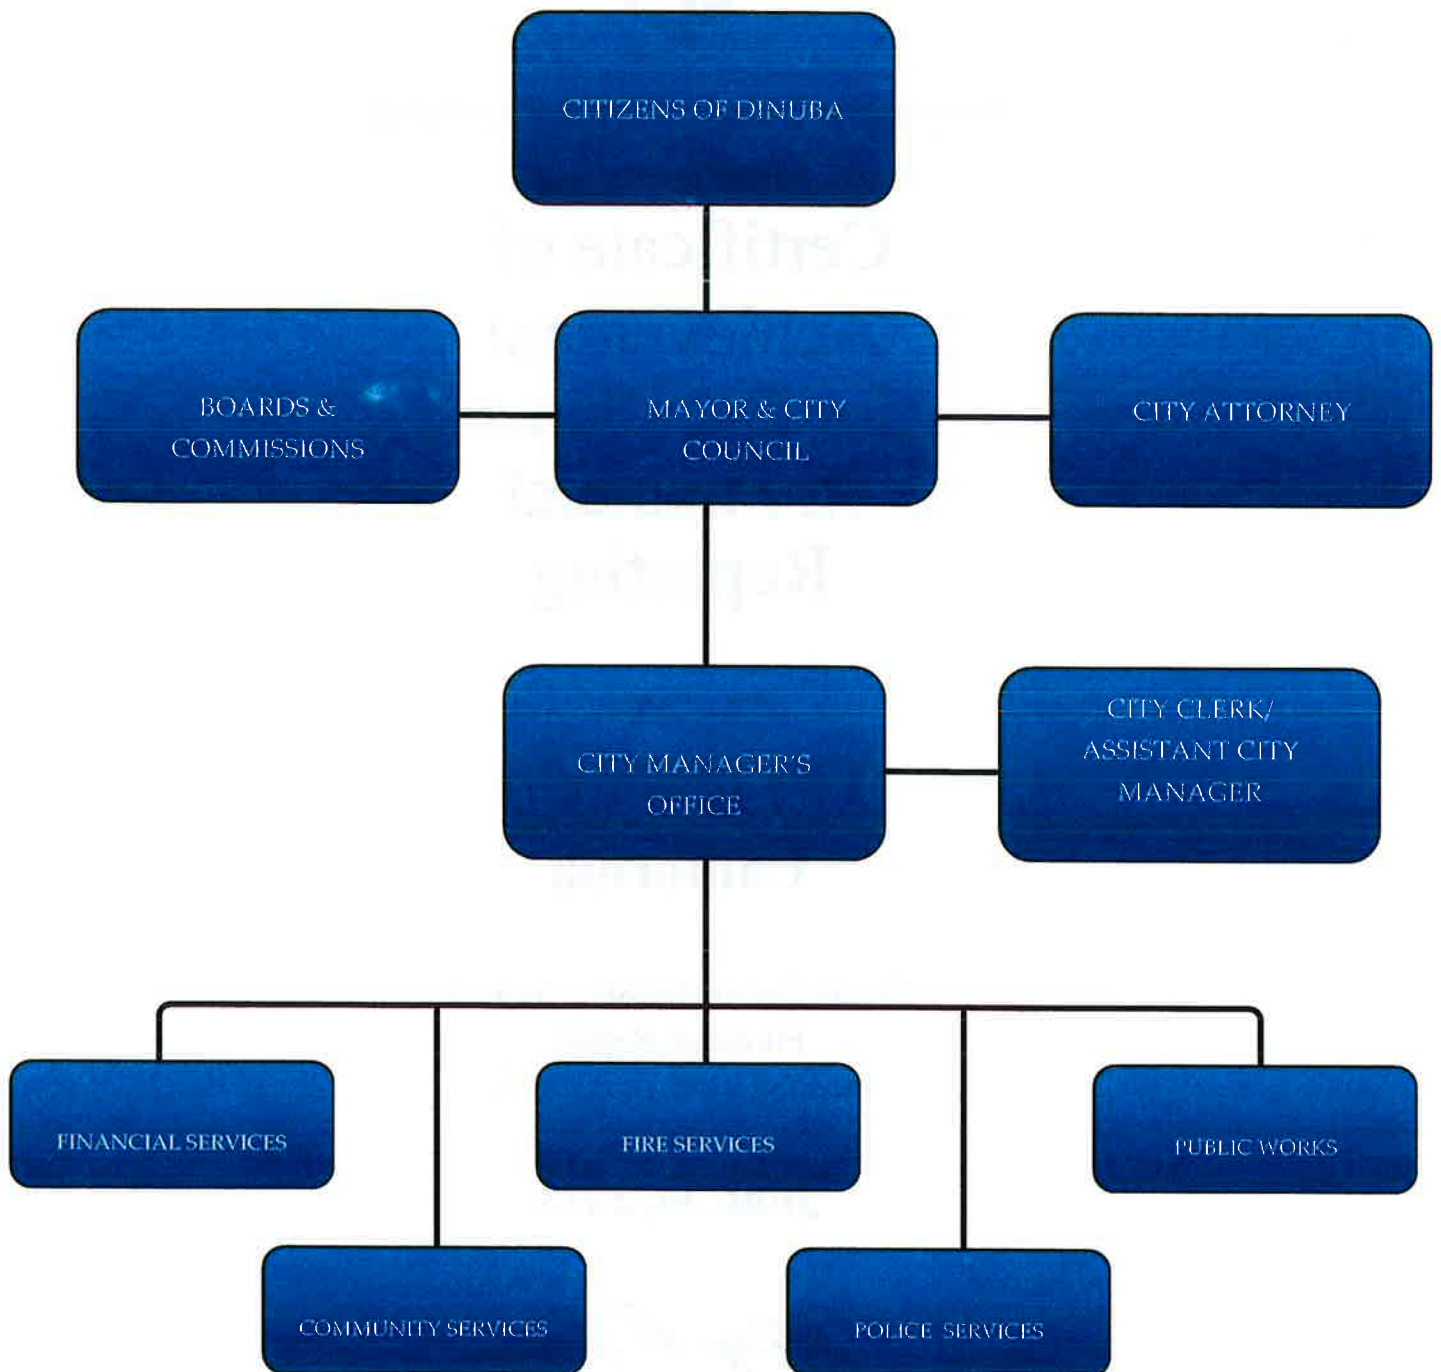 CITIZENS OF DINUBA
BOARDS &
COMMISSIONS
MAYOR & CITY
COUNCIL
CITY ATTORNEY
CITY MANAGER'S
OFFICE
CITY CLERK/
ASSISTANT CITY
MANAGER
FINANCIAL SERVICES
FIRE SERVICES
PUBLIC WORKS
COMMUNITY SERVICES
POLICE SERVICES